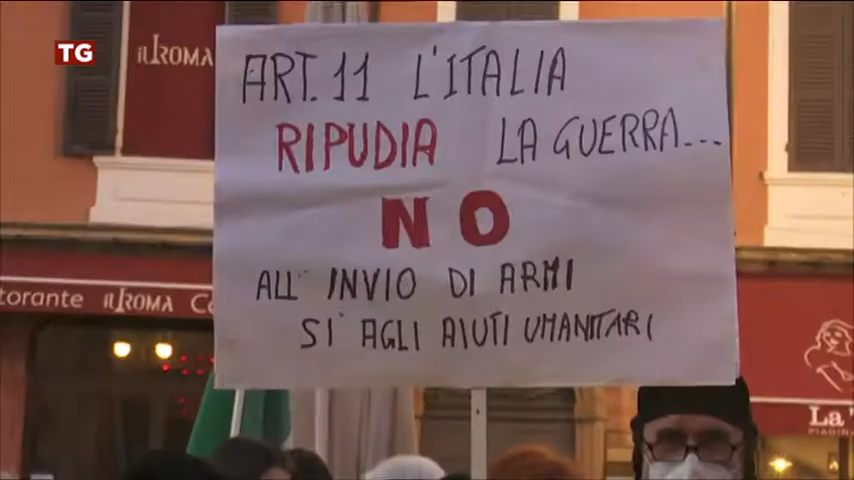 TG
IL ROMA
ART. 11 L'ITALIA
RIPUDIA LA GUERRA...
NO
ALL' INVIO DI ARMI
SI' AGLI AIUTI UMANITARI
torante IL ROMA
La
PIADIN